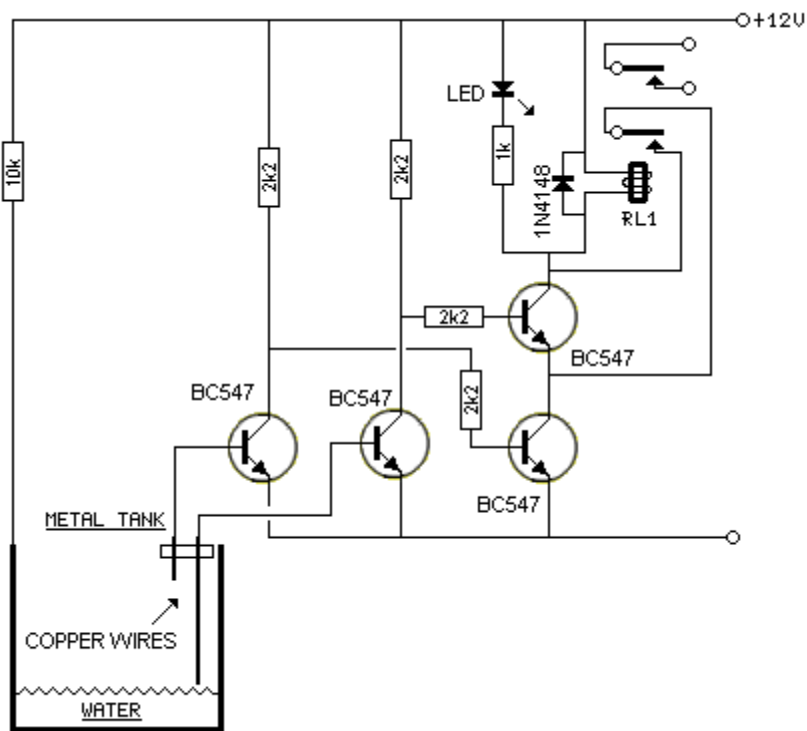 +12V
LED
10k
2k2
2k2
1k
1N4148
RL1
2k2
BC547
BC547
BC547
2k2
BC547
METAL TANK
COPPER WIRES
WATER